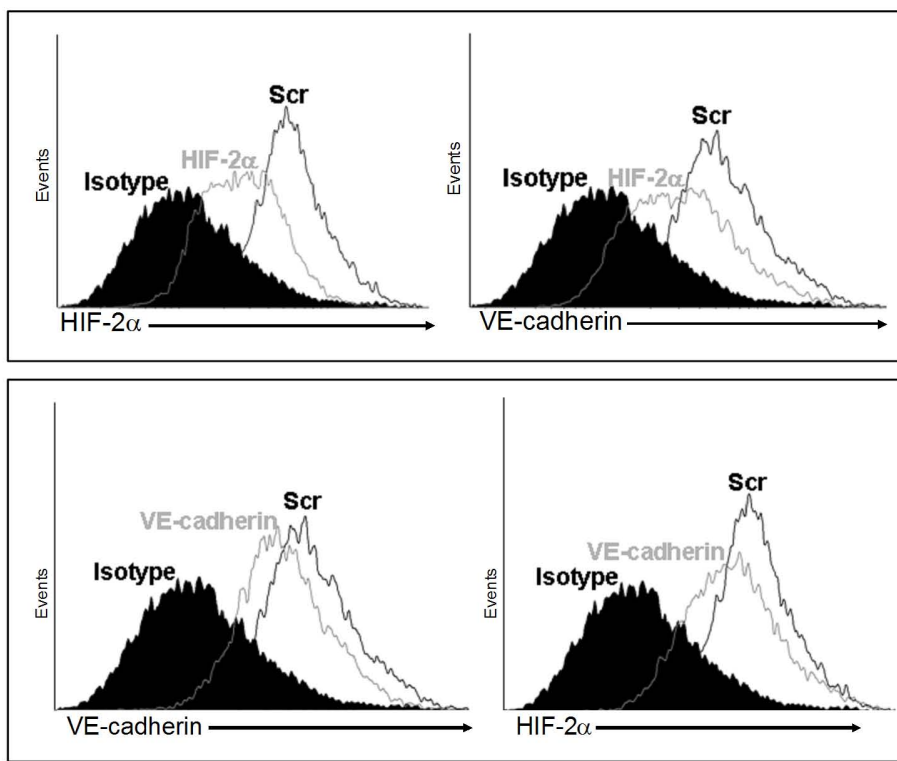 Scr
HIF-2α
Isotype
Events
HIF-2α
Scr
Isotype
HIF-2α
Events
VE-cadherin
Scr
VE-cadherin
Isotype
Events
VE-cadherin
Scr
VE-cadherin
Isotype
Events
HIF-2α